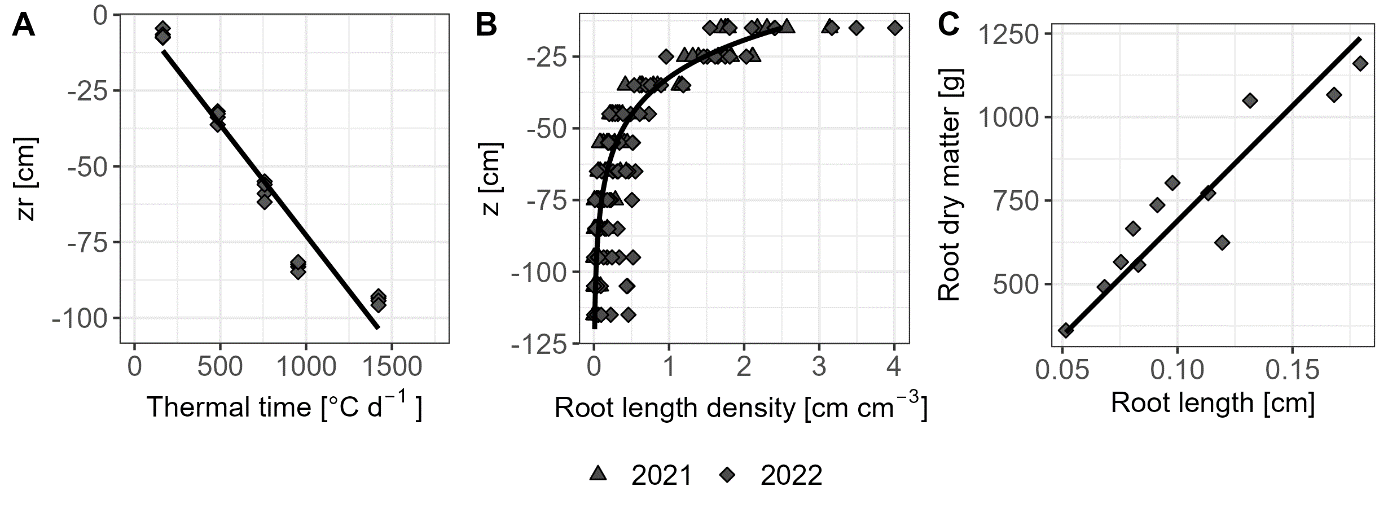 A
0
-25
-50
-75
-100
zr [cm]
0 500 1000 1500
Thermal time [°C d⁻¹ ]
B
-25
-50
-75
-100
-125
z [cm]
0 1 2 3 4
Root length density [cm cm⁻³]
C
1250
1000
750
500
Root dry matter [g]
0.05 0.10 0.15
Root length [cm]
2021 2022